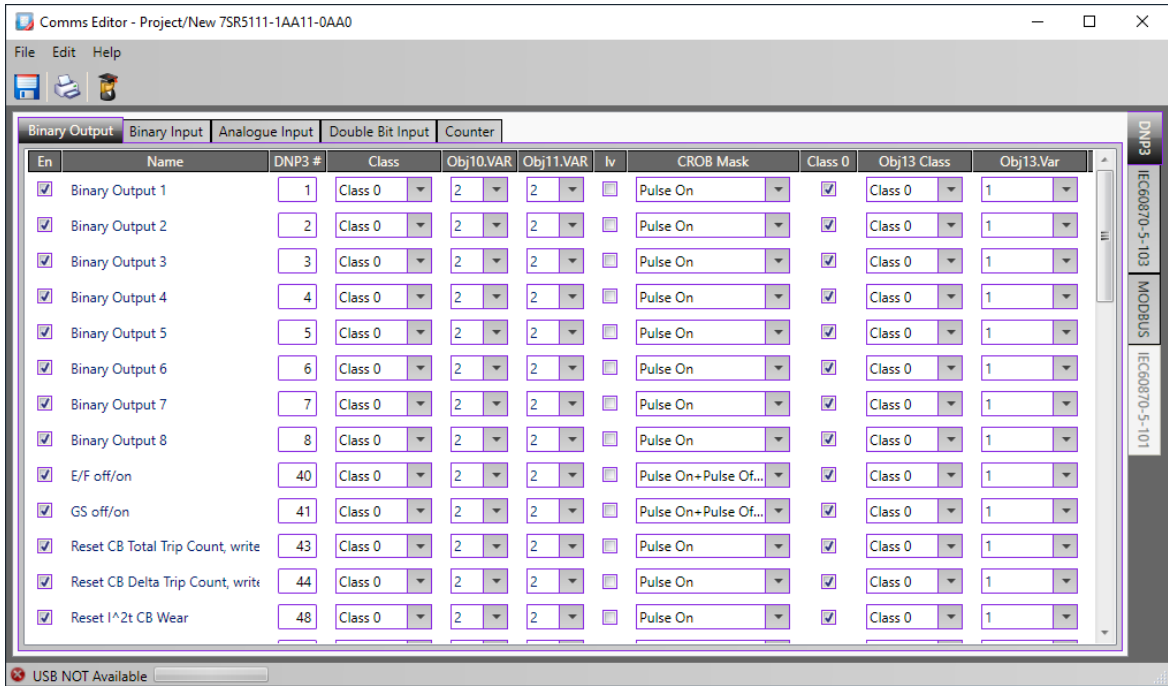 Comms Editor - Project/New 7SR5111-1AA11-0AA0
File Edit Help
Binary Output Binary Input Analogue Input Double Bit Input Counter
En Name DNP3 # Class Obj10.VAR Obj11.VAR Iv CROB Mask Class 0 Obj13 Class Obj13.Var
Binary Output 1 1 Class 0 2 2 Pulse On Class 0 1
Binary Output 2 2 Class 0 2 2 Pulse On Class 0 1
Binary Output 3 3 Class 0 2 2 Pulse On Class 0 1
Binary Output 4 4 Class 0 2 2 Pulse On Class 0 1
Binary Output 5 5 Class 0 2 2 Pulse On Class 0 1
Binary Output 6 6 Class 0 2 2 Pulse On Class 0 1
Binary Output 7 7 Class 0 2 2 Pulse On Class 0 1
Binary Output 8 8 Class 0 2 2 Pulse On Class 0 1
E/F off/on 40 Class 0 2 2 Pulse On+Pulse Of... Class 0 1
GS off/on 41 Class 0 2 2 Pulse On+Pulse Of... Class 0 1
Reset CB Total Trip Count, write 43 Class 0 2 2 Pulse On Class 0 1
Reset CB Delta Trip Count, write 44 Class 0 2 2 Pulse On Class 0 1
Reset I^2t CB Wear 48 Class 0 2 2 Pulse On Class 0 1
DNP3
IEC60870-5-103
MODBUS
IEC60870-5-101
USB NOT Available